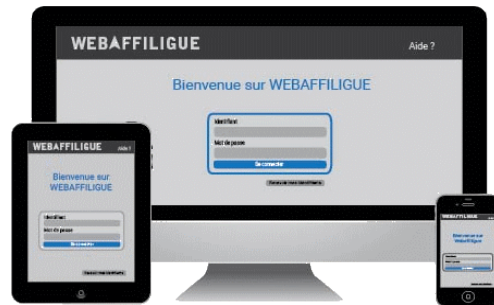 WEBAFFILIGUE
Aide ?
Bienvenue sur WEBAFFILIGUE
Identifiant
Mot de passe
Se connecter
WEBAFFILIGUE
Aide ?
Bienvenue sur
WEBAFFILIGUE
Identifiant
Mot de passe
Se connecter
WEBAFFILIGUE
Bienvenue sur
WebAffiligue